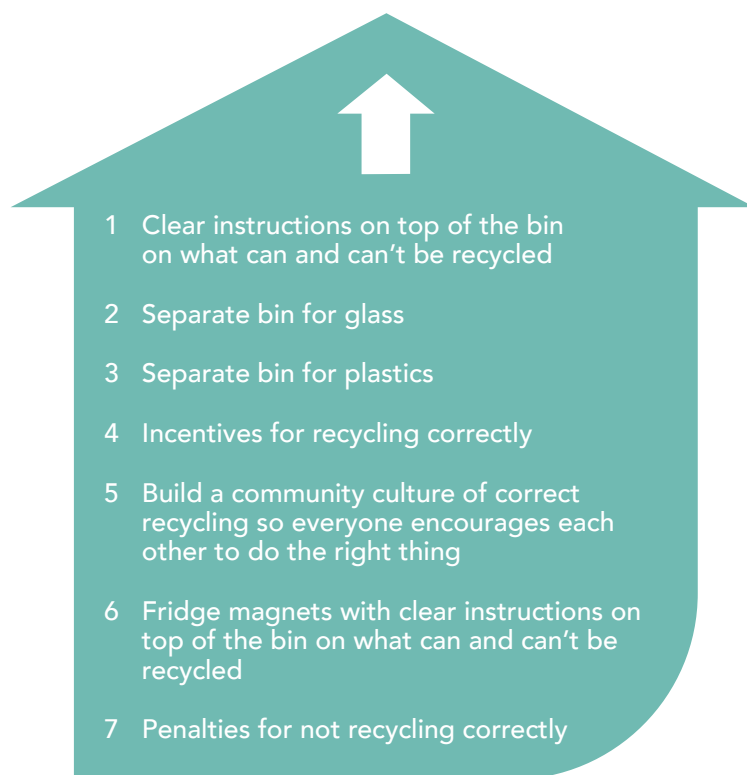 1 Clear instructions on top of the bin
on what can and can’t be recycled
2 Separate bin for glass
3 Separate bin for plastics
4 Incentives for recycling correctly
5 Build a community culture of correct
recycling so everyone encourages each
other to do the right thing
6 Fridge magnets with clear instructions on
top of the bin on what can and can’t be
recycled
7 Penalties for not recycling correctly